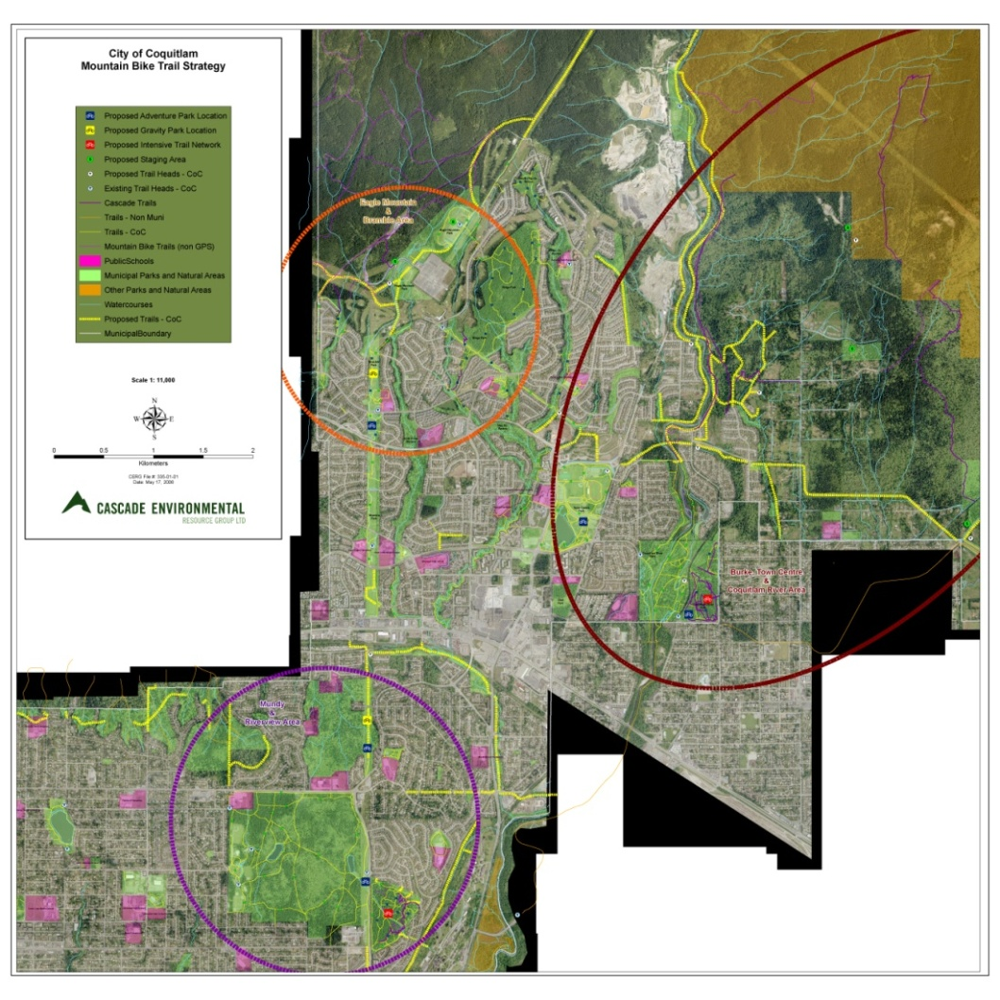 City of Coquitlam
Mountain Bike Trail Strategy
Proposed Adventure Park Location
Proposed Gravity Park Location
Proposed Intensive Trail Network
Proposed Staging Area
Proposed Trail Heads - CoC
Existing Trail Heads - CoC
Cascade Trails
Trails - Non Muni
Trails - CoC
Mountain Bike Trails (non GPS)
PublicSchools
Municipal Parks and Natural Areas
Other Parks and Natural Areas
Watercourses
Proposed Trails - CoC
MunicipalBoundary
Scale 1: 11,000
N
W E
S
0 0.5 1 1.5 2
Kilometers
Date: May 17, 2006
CASCADE ENVIRONMENTAL
RESOURCE GROUP LTD
Eagle Mountain
&
Bramble Area
Burke, Town Centre
&
Coquitlam River Area
Mundy
&
Riverview Area